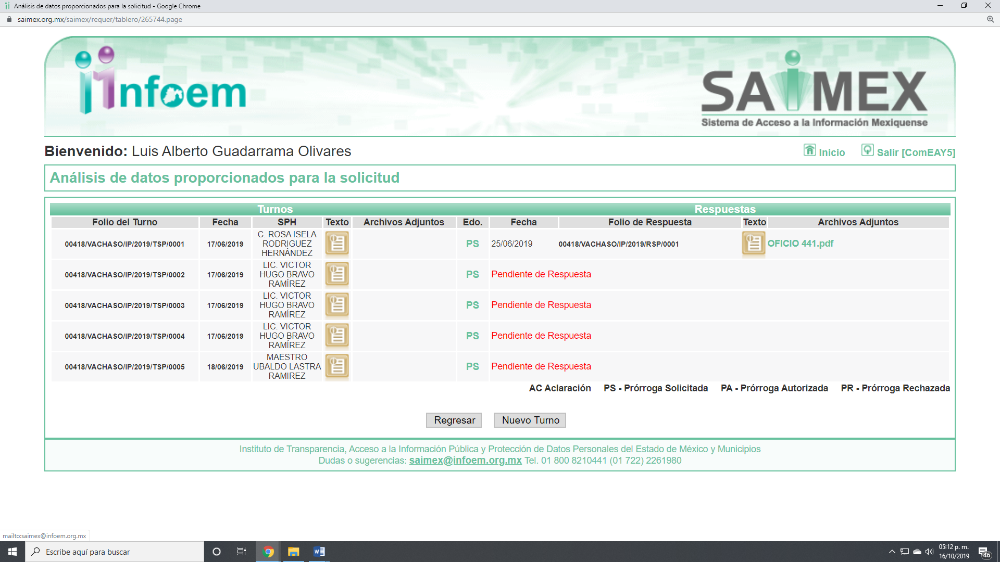 Análisis de datos proporcionados para la solicitud - Google Chrome
saimex.org.mx/saimex/requer/tablero/265744.page
infoem
SAIMEX
Sistema de Acceso a la Información Mexiquense
Bienvenido: Luis Alberto Guadarrama Olivares
Inicio Salir [ComEAY5]
Análisis de datos proporcionados para la solicitud
Turnos Respuestas
Folio del Turno Fecha SPH Texto Archivos Adjuntos Edo. Fecha Folio de Respuesta Texto Archivos Adjuntos
C. ROSA ISELA
00418/VACHASO/IP/2019/TSP/0001 17/06/2019 RODRIGUEZ PS 25/06/2019 00418/VACHASO/IP/2019/RSP/0001 OFICIO 441.pdf
HERNÁNDEZ
LIC. VICTOR
00418/VACHASO/IP/2019/TSP/0002 17/06/2019 HUGO BRAVO PS Pendiente de Respuesta
RAMÍREZ
LIC. VICTOR
00418/VACHASO/IP/2019/TSP/0003 17/06/2019 HUGO BRAVO PS Pendiente de Respuesta
RAMÍREZ
LIC. VICTOR
00418/VACHASO/IP/2019/TSP/0004 17/06/2019 HUGO BRAVO PS Pendiente de Respuesta
RAMÍREZ
MAESTRO
00418/VACHASO/IP/2019/TSP/0005 18/06/2019 UBALDO LASTRA PS Pendiente de Respuesta
RAMIREZ
AC Aclaración PS - Prórroga Solicitada PA - Prórroga Autorizada PR - Prórroga Rechazada
Regresar Nuevo Turno
Instituto de Transparencia, Acceso a la Información Pública y Protección de Datos Personales del Estado de México y Municipios
Dudas o sugerencias: saimex@infoem.org.mx Tel. 01 800 8210441 (01 722) 2261980
mailto:saimex@infoem.org.mx
Escribe aquí para buscar
05:12 p. m.
16/10/2019
46